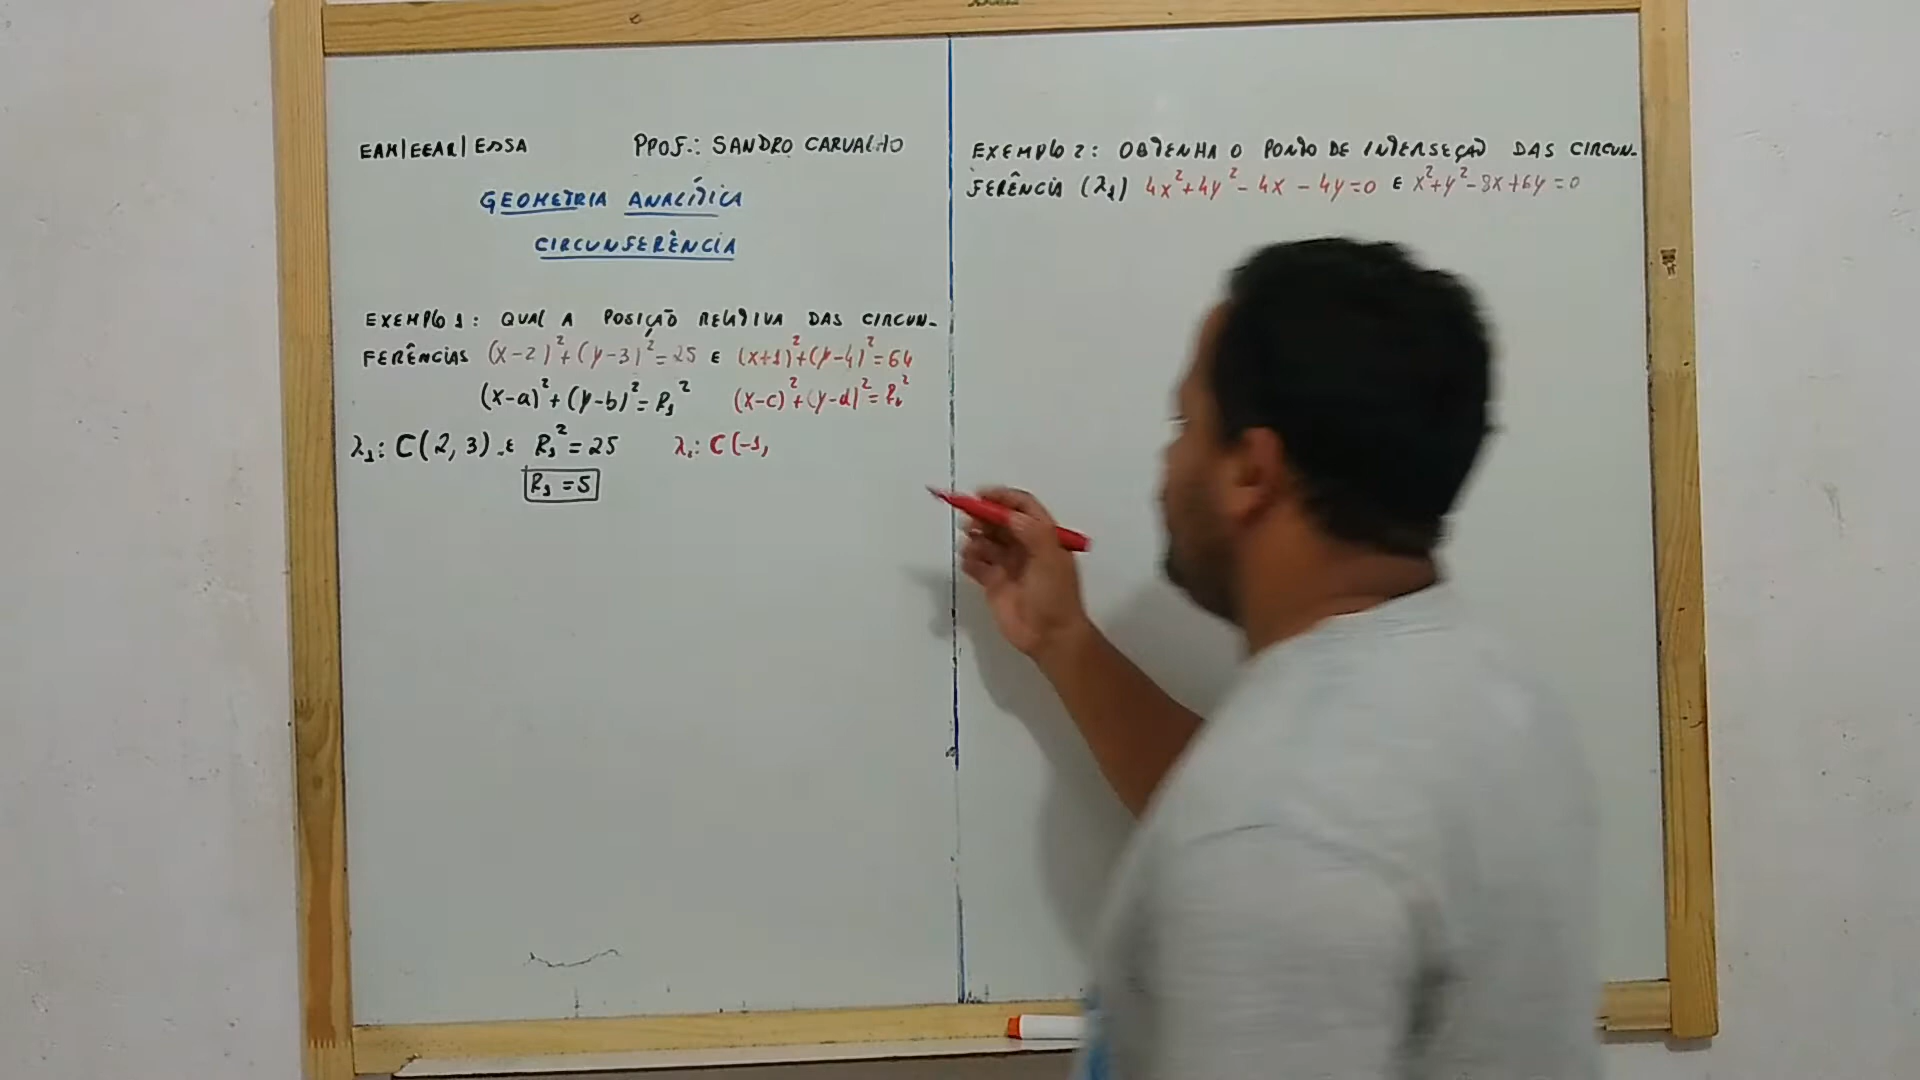 EAM|EEAR|ESSA PROF.: SANDRO CARVALHO
GEOMETRIA ANALÍTICA
CIRCUNFERÊNCIA
EXEMPLO 1: QUAL A POSIÇÃO RELATIVA DAS CIRCUN-
FERÊNCIAS (x-2)²+(y-3)²=25 E (x+1)²+(y-4)²=64
(x-a)²+(y-b)²=R₁² (x-c)²+(y-d)²=R₂²
λ₁: C(2,3) E R₁²=25 λ₂: C(-1,
R₁=5
EXEMPLO 2: OBTENHA O PONTO DE INTERSEÇÃO DAS CIRCUN-
FERÊNCIA (λ₁) 4x²+4y²-4x-4y=0 E x²+y²-8x+6y=0